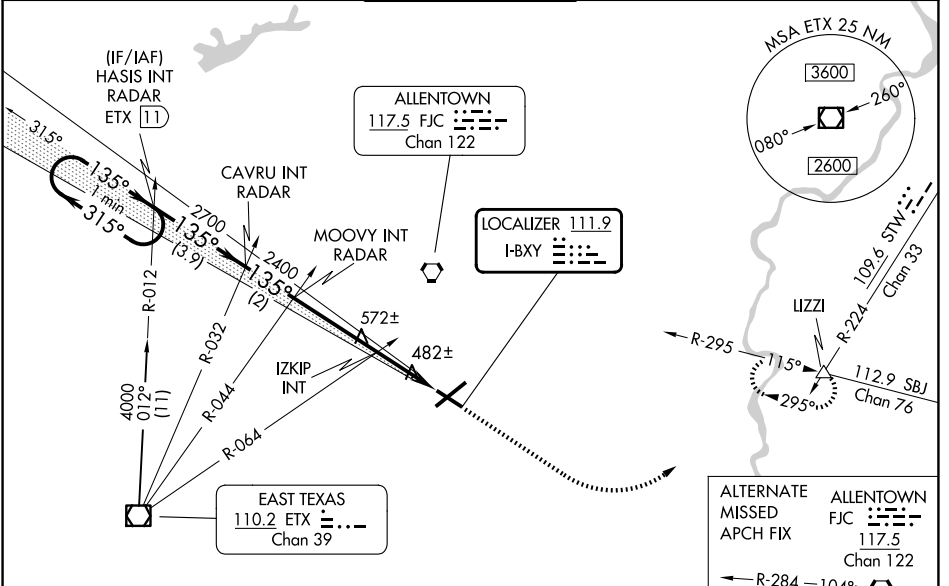 (IF/IAF)
HASIS INT
RADAR
ETX 11
315°
135°
1 min
315°
2700
135°
(3.9)
CAVRU INT
RADAR
2400
135°
(2)
MOOVY INT
RADAR
ALLENTOWN
117.5 FJC
Chan 122
LOCALIZER 111.9
I-BXY
572±
482±
IZKIP
INT
R-012
R-032
R-044
R-064
4000
012°
(11)
EAST TEXAS
110.2 ETX
Chan 39
MSA ETX 25 NM
3600
260°
080°
2600
109.6 STW
Chan 33
R-224
LIZZI
R-295
115°
295°
112.9 SBJ
Chan 76
ALTERNATE
MISSED
APCH FIX
ALLENTOWN
FJC
117.5
Chan 122
R-284
104°